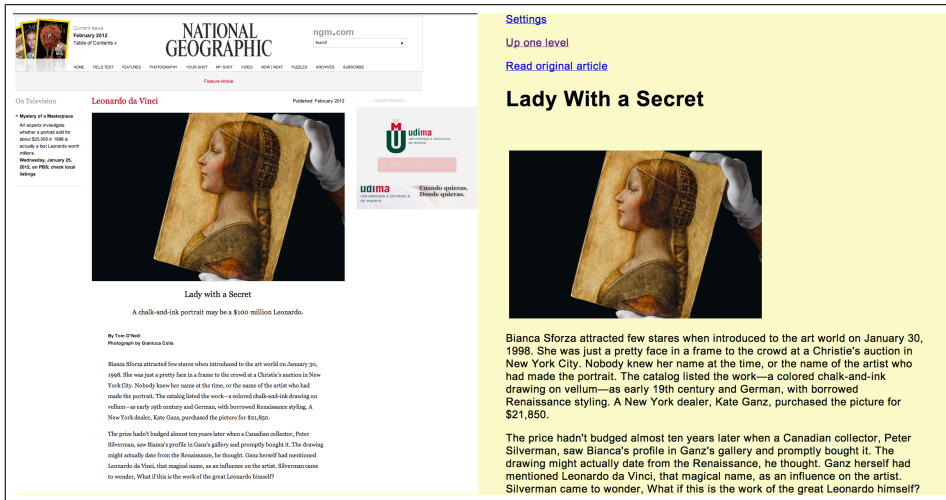 Current Issue
February 2012
Table of Contents »
NATIONAL
GEOGRAPHIC
ngm.com
Search
HOME FIELD TEST FEATURES PHOTOGRAPHY YOUR SHOT MY SHOT VIDEO NOW | NEXT PUZZLES ARCHIVES SUBSCRIBE
Feature Article
On Television
Mystery of a Masterpiece
Art experts investigate
whether a portrait sold for
about $20,000 in 1998 is
actually a lost Leonardo worth
millions.
Wednesday, January 25,
2012, on PBS; check local
listings
Leonardo da Vinci
Published: February 2012
- ADVERTISEMENT -
udima
UNIVERSIDAD A DISTANCIA
DE MADRID
udima
UNIVERSIDAD A DISTANCIA
DE MADRID
Cuando quieras.
Donde quieras.
Lady with a Secret
A chalk-and-ink portrait may be a $100 million Leonardo.
By Tom O'Neill
Photograph by Gianluca Colla
Bianca Sforza attracted few stares when introduced to the art world on January 30,
1998. She was just a pretty face in a frame to the crowd at a Christie's auction in New
York City. Nobody knew her name at the time, or the name of the artist who had
made the portrait. The catalog listed the work—a colored chalk-and-ink drawing on
vellum—as early 19th century and German, with borrowed Renaissance styling. A
New York dealer, Kate Ganz, purchased the picture for $21,850.
The price hadn't budged almost ten years later when a Canadian collector, Peter
Silverman, saw Bianca's profile in Ganz's gallery and promptly bought it. The drawing
might actually date from the Renaissance, he thought. Ganz herself had mentioned
Leonardo da Vinci, that magical name, as an influence on the artist. Silverman came
to wonder, What if this is the work of the great Leonardo himself?
Settings
Up one level
Read original article
Lady With a Secret
Bianca Sforza attracted few stares when introduced to the art world on January 30,
1998. She was just a pretty face in a frame to the crowd at a Christie's auction in
New York City. Nobody knew her name at the time, or the name of the artist who
had made the portrait. The catalog listed the work—a colored chalk-and-ink
drawing on vellum—as early 19th century and German, with borrowed
Renaissance styling. A New York dealer, Kate Ganz, purchased the picture for
$21,850.
The price hadn't budged almost ten years later when a Canadian collector, Peter
Silverman, saw Bianca's profile in Ganz's gallery and promptly bought it. The
drawing might actually date from the Renaissance, he thought. Ganz herself had
mentioned Leonardo da Vinci, that magical name, as an influence on the artist.
Silverman came to wonder, What if this is the work of the great Leonardo himself?